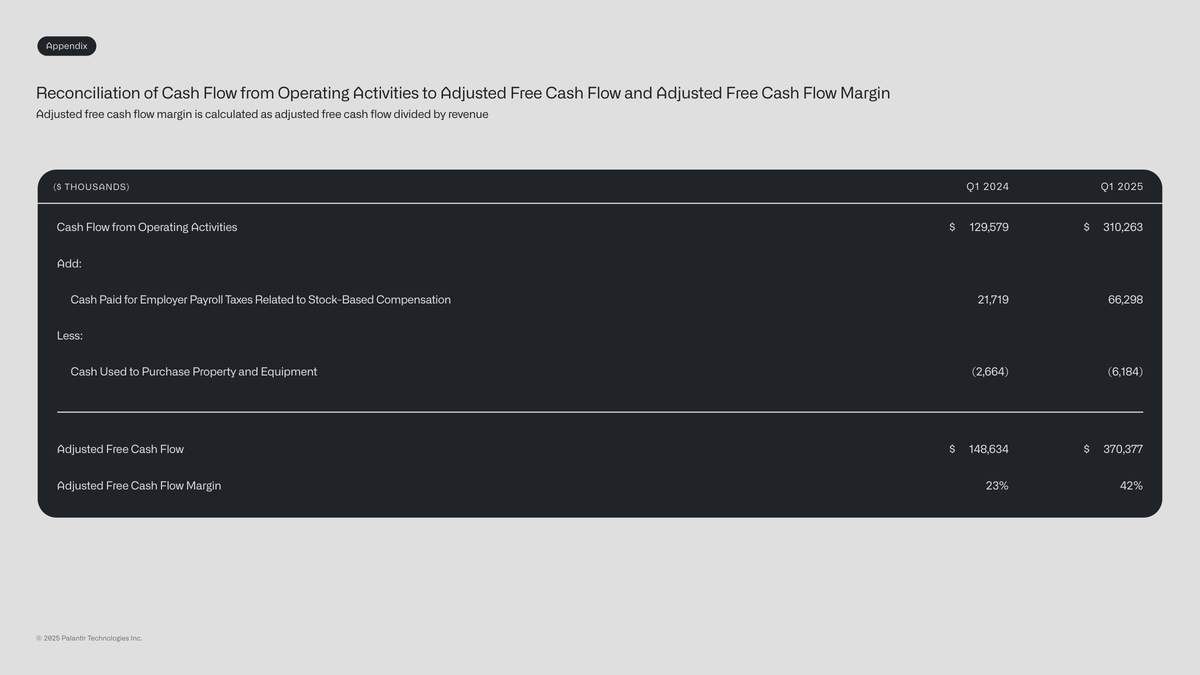 Appendix
Reconciliation of Cash Flow from Operating Activities to Adjusted Free Cash Flow and Adjusted Free Cash Flow Margin
Adjusted free cash flow margin is calculated as adjusted free cash flow divided by revenue
($ THOUSANDS) Q1 2024 Q1 2025
Cash Flow from Operating Activities $ 129,579 $ 310,263
Add:
Cash Paid for Employer Payroll Taxes Related to Stock-Based Compensation 21,719 66,298
Less:
Cash Used to Purchase Property and Equipment (2,664) (6,184)
Adjusted Free Cash Flow $ 148,634 $ 370,377
Adjusted Free Cash Flow Margin 23% 42%
© 2025 Palantir Technologies Inc.